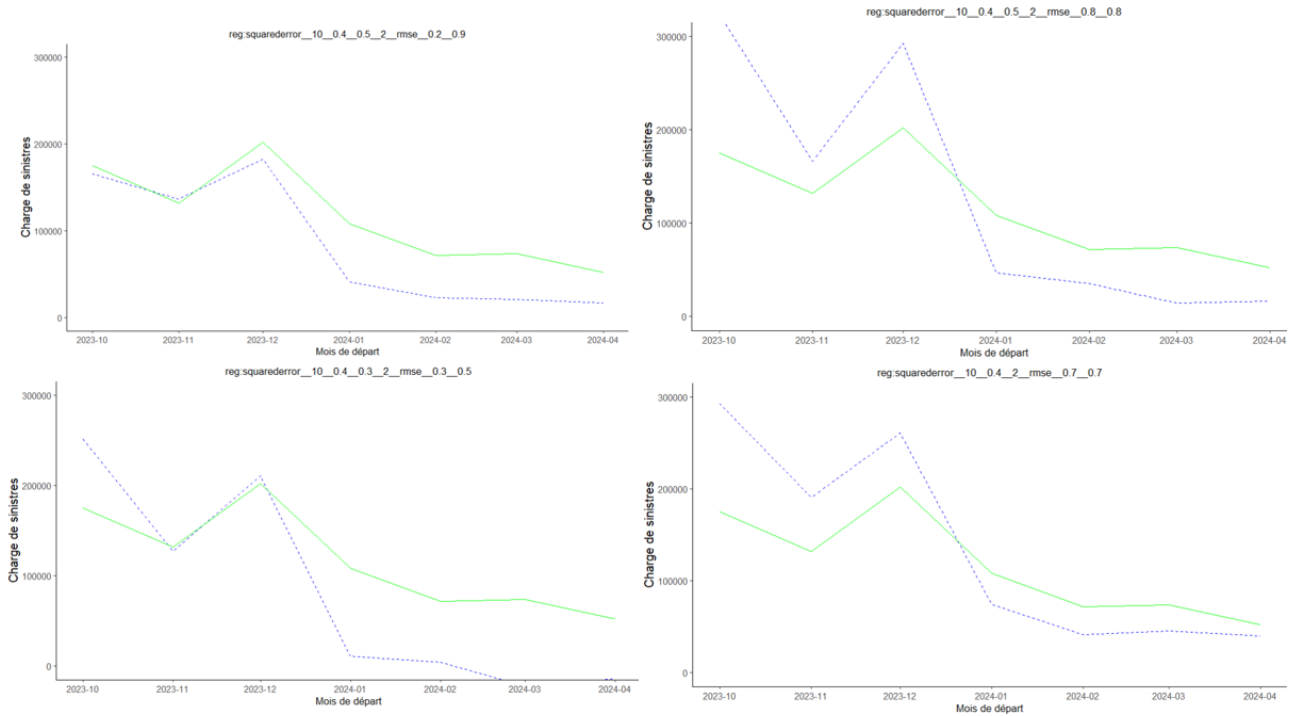 reg:squarederror__10__0.4__0.5__2__rmse__0.2__0.9
300000
200000
100000
0
Charge de sinistres
2023-10 2023-11 2023-12 2024-01 2024-02 2024-03 2024-04
Mois de départ
reg:squarederror__10__0.4__0.5__2__rmse__0.8__0.8
300000
200000
100000
0
Charge de sinistres
2023-10 2023-11 2023-12 2024-01 2024-02 2024-03 2024-04
Mois de départ
reg:squarederror__10__0.4__0.3__2__rmse__0.3__0.5
300000
200000
100000
0
Charge de sinistres
2023-10 2023-11 2023-12 2024-01 2024-02 2024-03 2024-04
Mois de départ
reg:squarederror__10__0.4__2__rmse__0.7__0.7
300000
200000
100000
0
Charge de sinistres
2023-10 2023-11 2023-12 2024-01 2024-02 2024-03 2024-04
Mois de départ